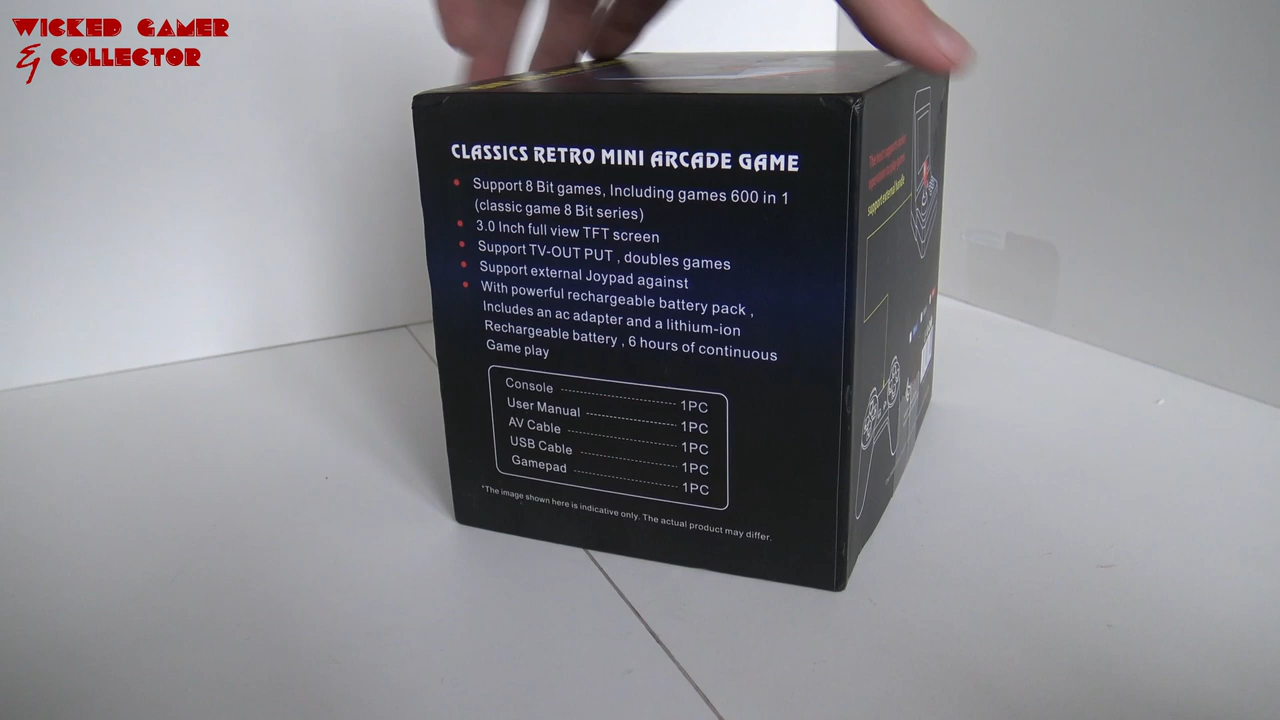 WICKED GAMER
& COLLECTOR
CLASSICS RETRO MINI ARCADE GAME
Support 8 Bit games, Including games 600 in 1
(classic game 8 Bit series)
3.0 Inch full view TFT screen
Support TV-OUT PUT , doubles games
Support external Joypad against
With powerful rechargeable battery pack ,
Includes an ac adapter and a lithium-ion
Rechargeable battery , 6 hours of continuous
Game play
Console 1PC
User Manual 1PC
AV Cable 1PC
USB Cable 1PC
Gamepad 1PC
*The image shown here is indicative only. The actual product may differ.
support external